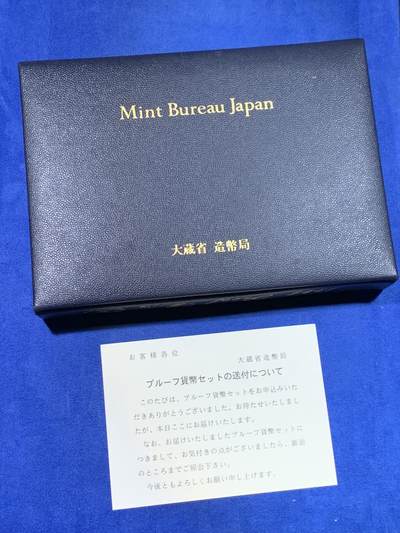 Mint Bureau Japan
大蔵省 造幣局
お客様各位 大蔵省造幣局
プルーフ貨幣セットの送付について
このたびは、プルーフ貨幣セットをお申込みいた
だきありがとうございました。お待たせいたしまし
たが、本日ここにお届けいたします。
なお、お届けいたしましたプルーフ貨幣セットに
つきまして、お気付きの点がございましたら、裏面
のところまでご照会下さい。
今後ともよろしくお願い申し上げます。